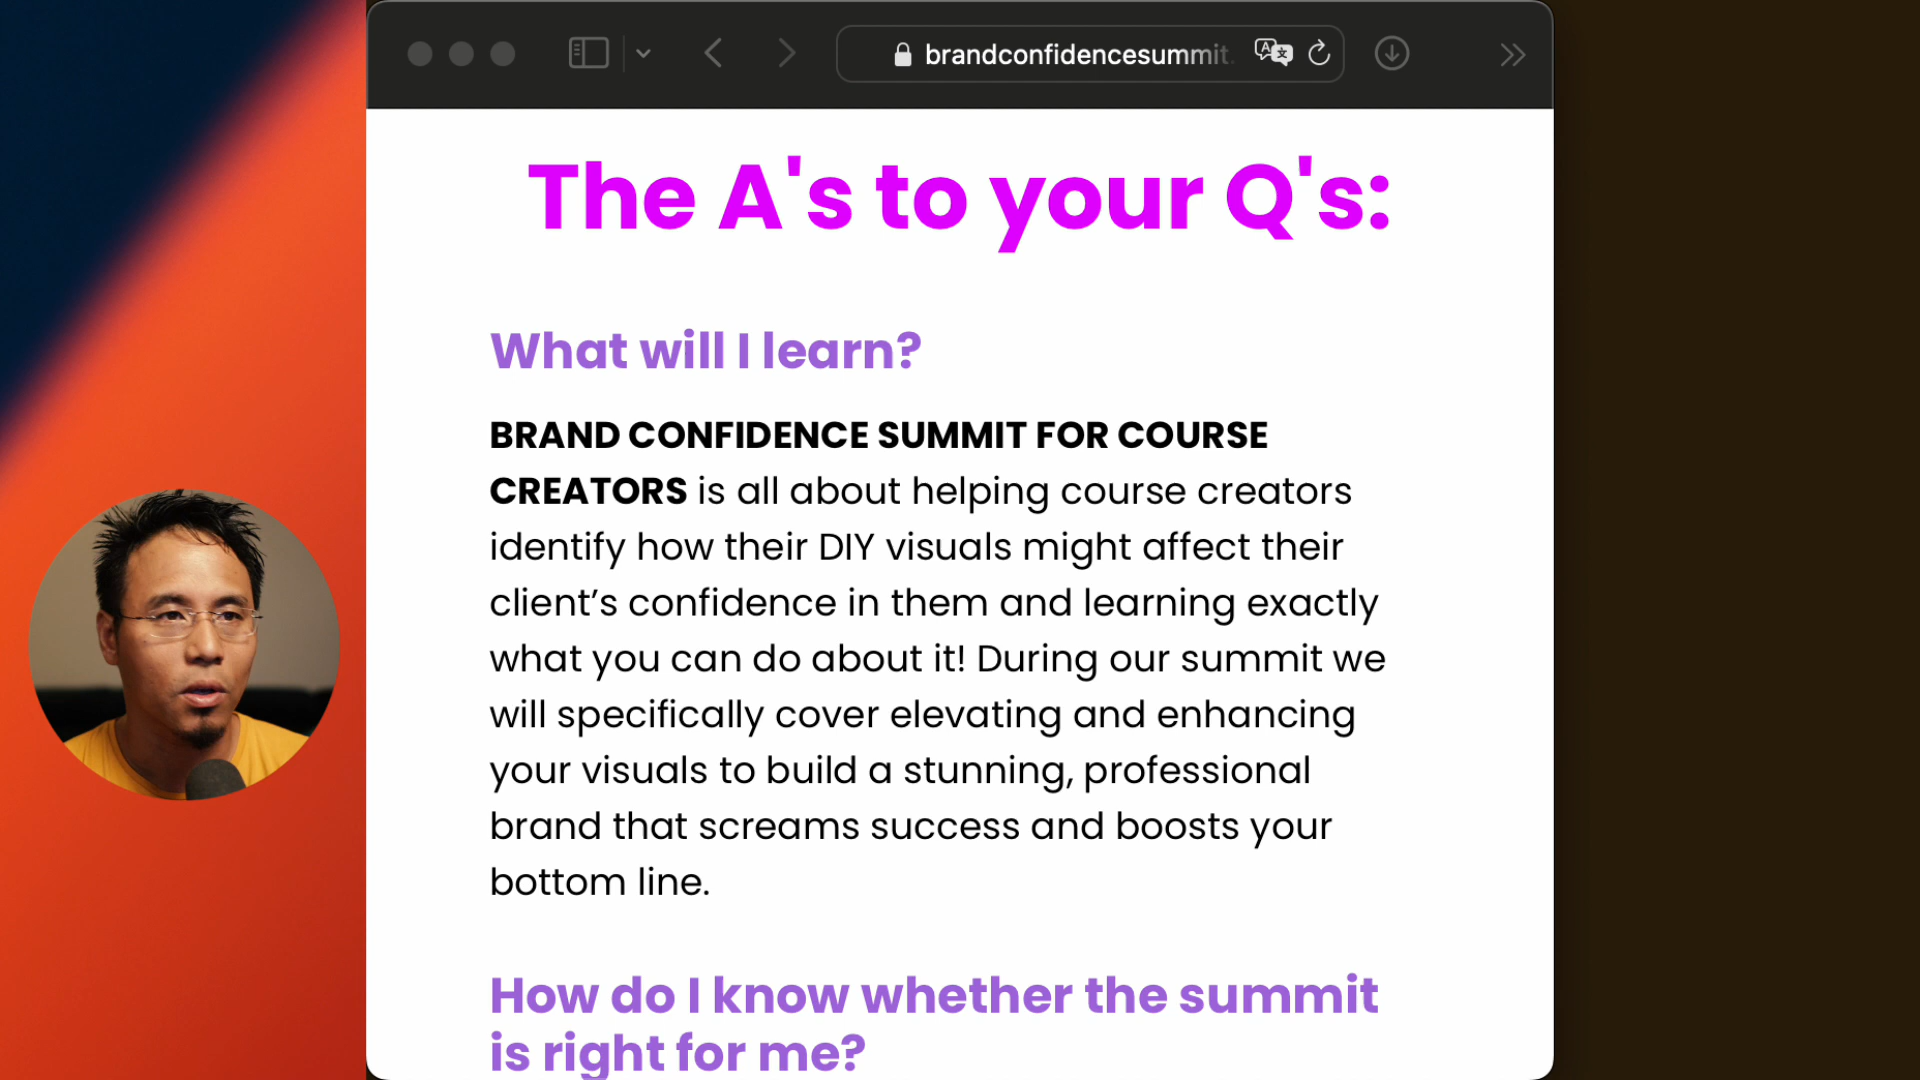 brandconfidencesummit.
The A's to your Q's:
What will I learn?
BRAND CONFIDENCE SUMMIT FOR COURSE
CREATORS is all about helping course creators
identify how their DIY visuals might affect their
client’s confidence in them and learning exactly
what you can do about it! During our summit we
will specifically cover elevating and enhancing
your visuals to build a stunning, professional
brand that screams success and boosts your
bottom line.
How do I know whether the summit
is right for me?